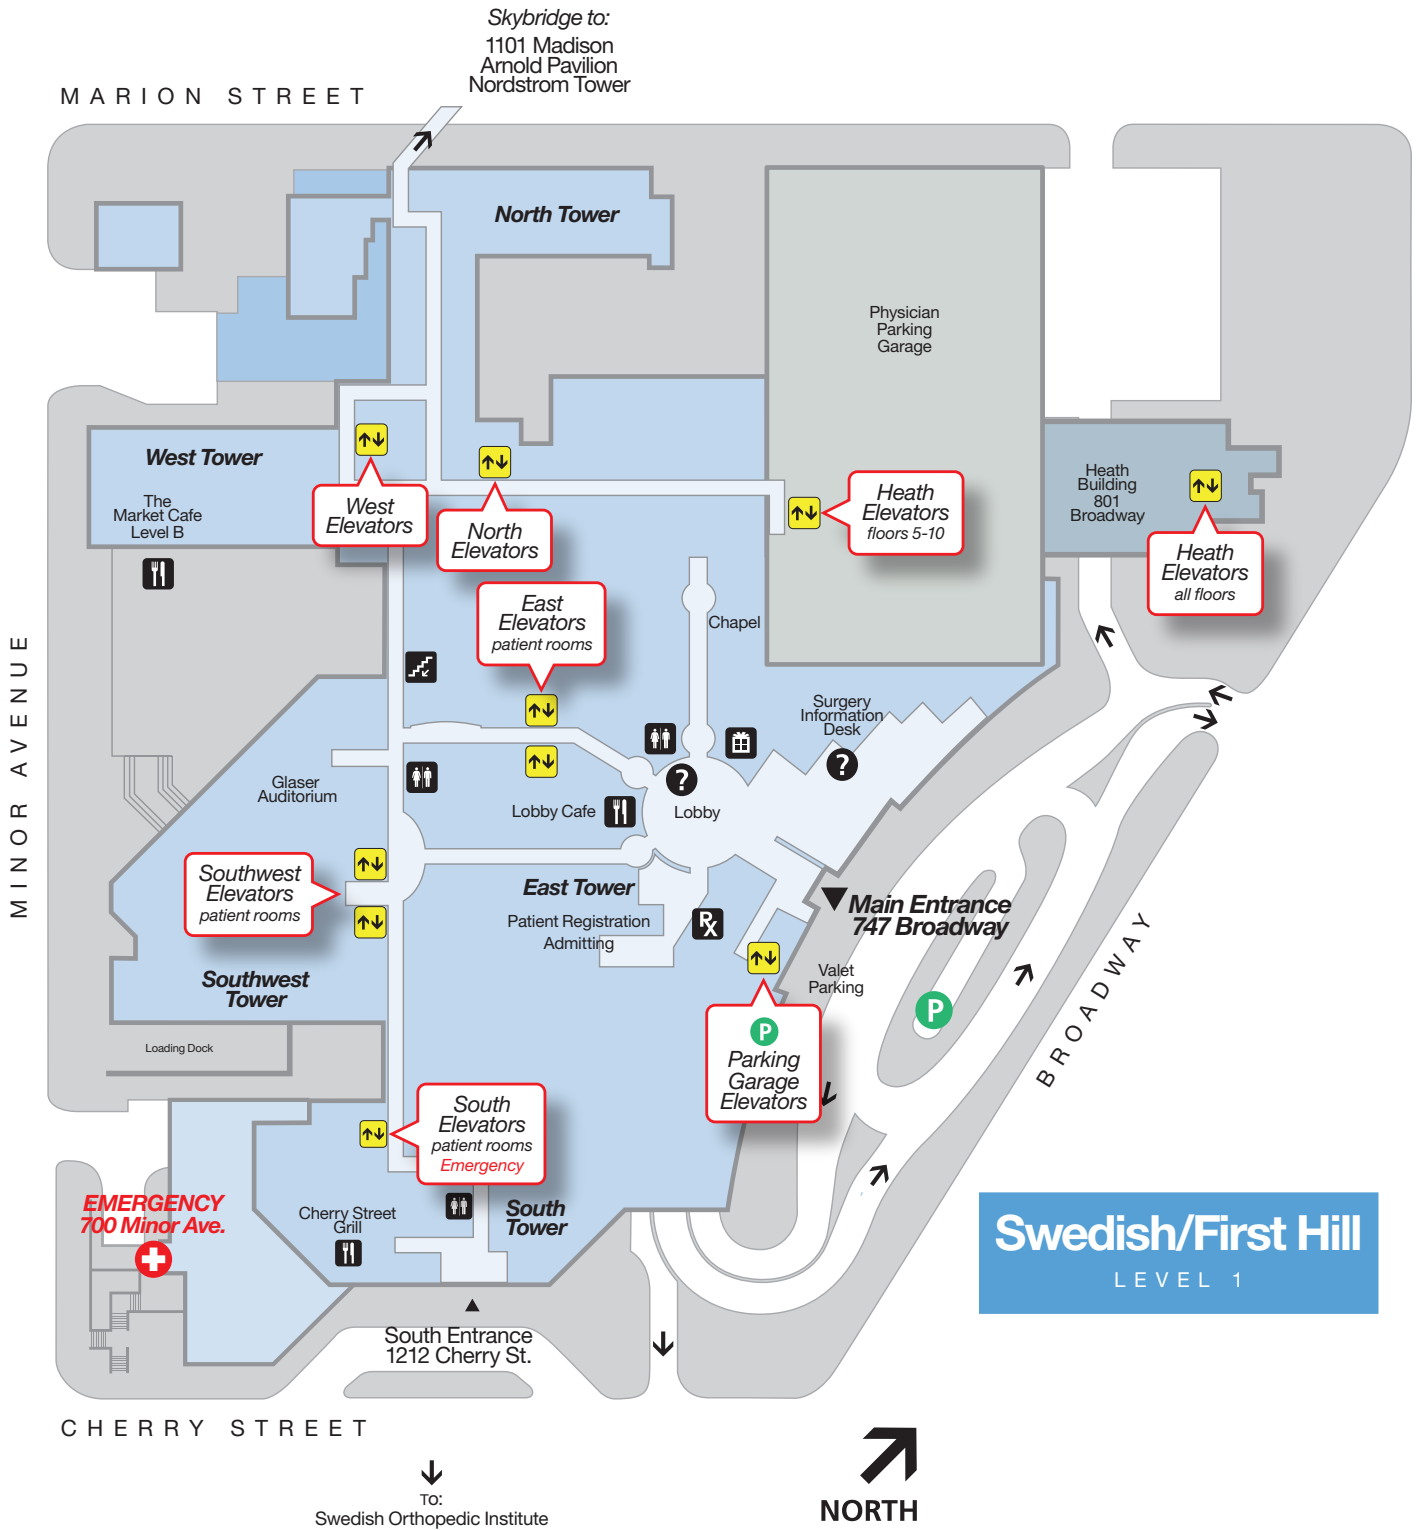 Skybridge to:
1101 Madison
Arnold Pavilion
Nordstrom Tower
MARION STREET
North Tower
Physician
Parking
Garage
West Tower
The
Market Cafe
Level B
West
Elevators
North
Elevators
Heath
Elevators
floors 5-10
Heath
Building
801
Broadway
Heath
Elevators
all floors
East
Elevators
patient rooms
Chapel
MINOR AVENUE
Surgery
Information
Desk
?
?
Glaser
Auditorium
Lobby Cafe
Lobby
Southwest
Elevators
patient rooms
East Tower
Patient Registration
Admitting
Rx
Main Entrance
747 Broadway
Southwest
Tower
Valet
Parking
P
BROADWAY
P
Parking
Garage
Elevators
Loading Dock
South
Elevators
patient rooms
Emergency
EMERGENCY
700 Minor Ave.
Cherry Street
Grill
South
Tower
Swedish/First Hill
LEVEL 1
South Entrance
1212 Cherry St.
CHERRY STREET
To:
Swedish Orthopedic Institute
NORTH